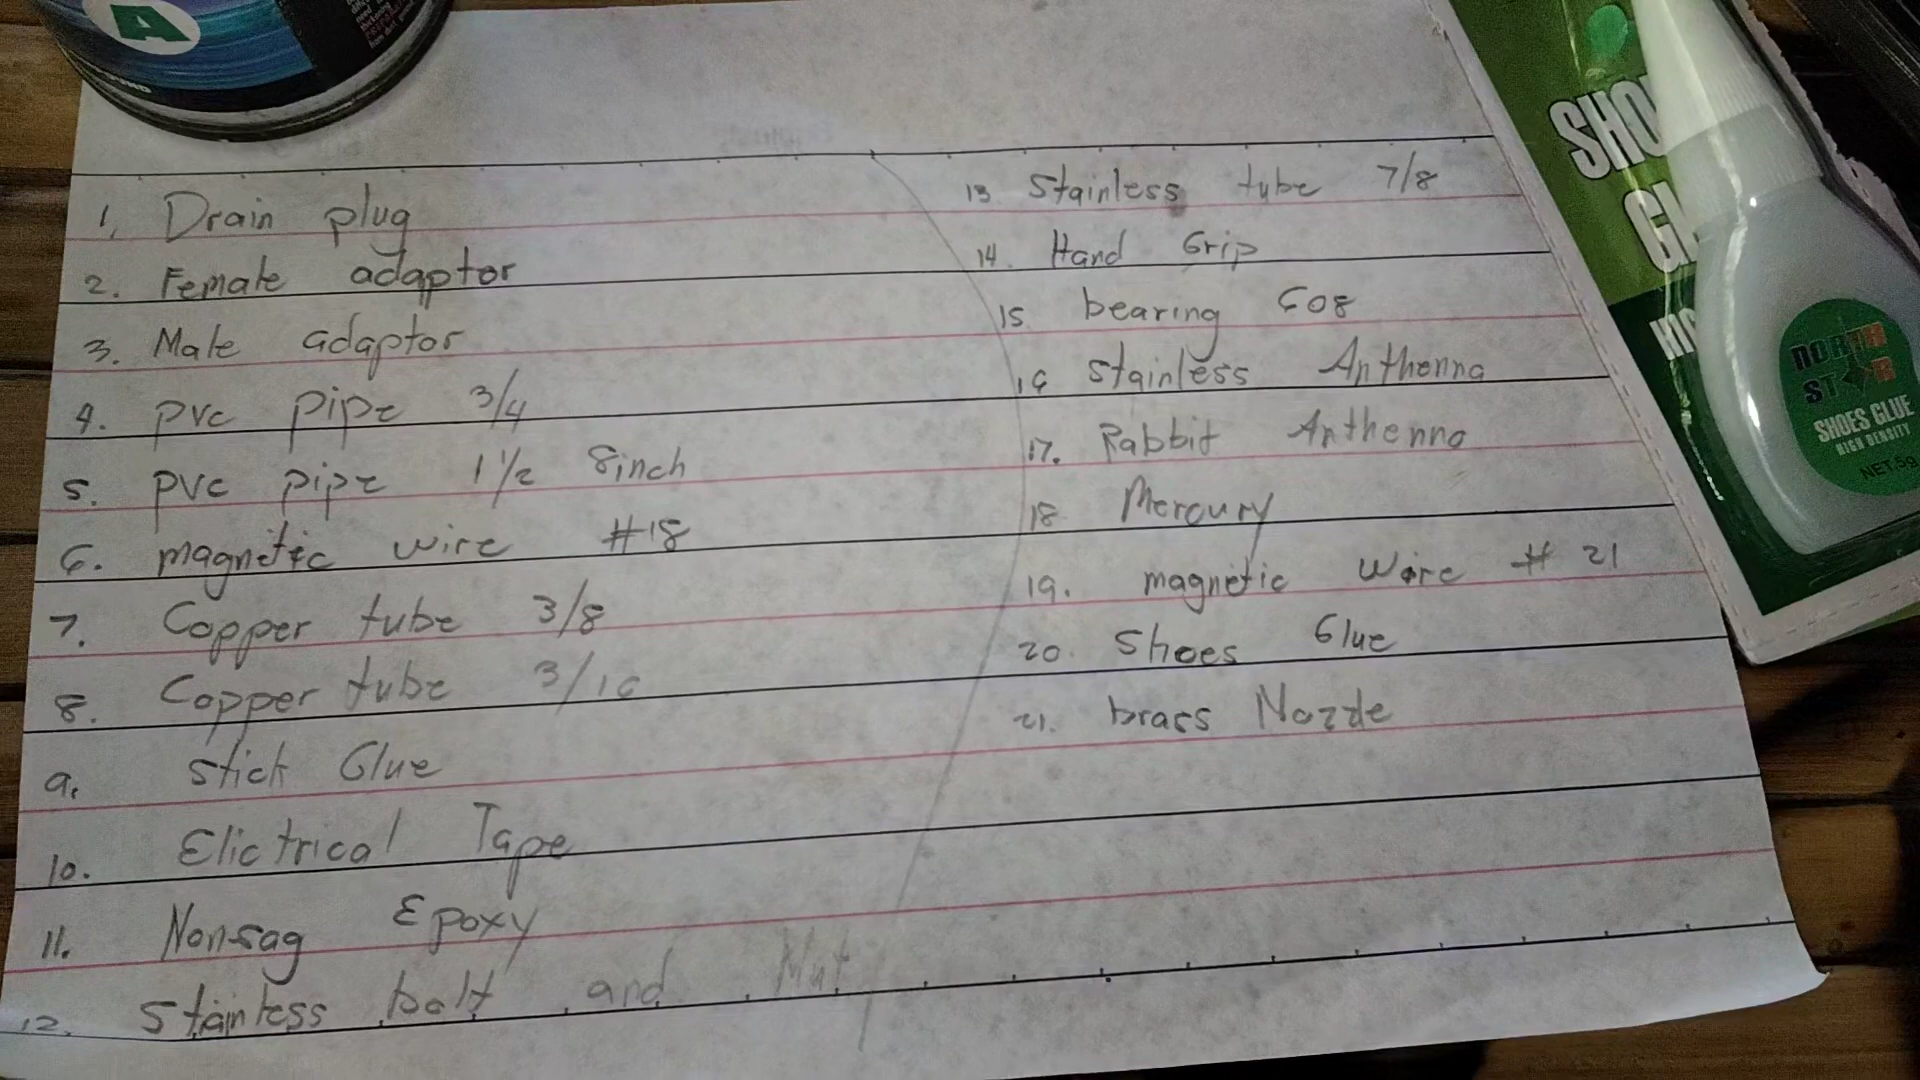 A
1. Drain plug
2. Female adaptor
3. Male adaptor
4. pvc pipe 3/4
5. pvc pipe 1 1/2 8inch
6. magnetic wire #18
7. Copper tube 3/8
8. Copper tube 3/16
9. stick Glue
10. Elictrical Tape
11. Nonsag Epoxy
12. Stainless bolt and Nut
13 Stainless tube 7/8
14. Hand Grip
15 bearing 608
16 stainless Anthenna
17. Rabbit Anthenna
18 Mercury
19. magnetic wire # 21
20. Shoes Glue
21. brass Nozzle
NORTH
STAR
SHOES GLUE
HIGH DENSITY
NET.5g